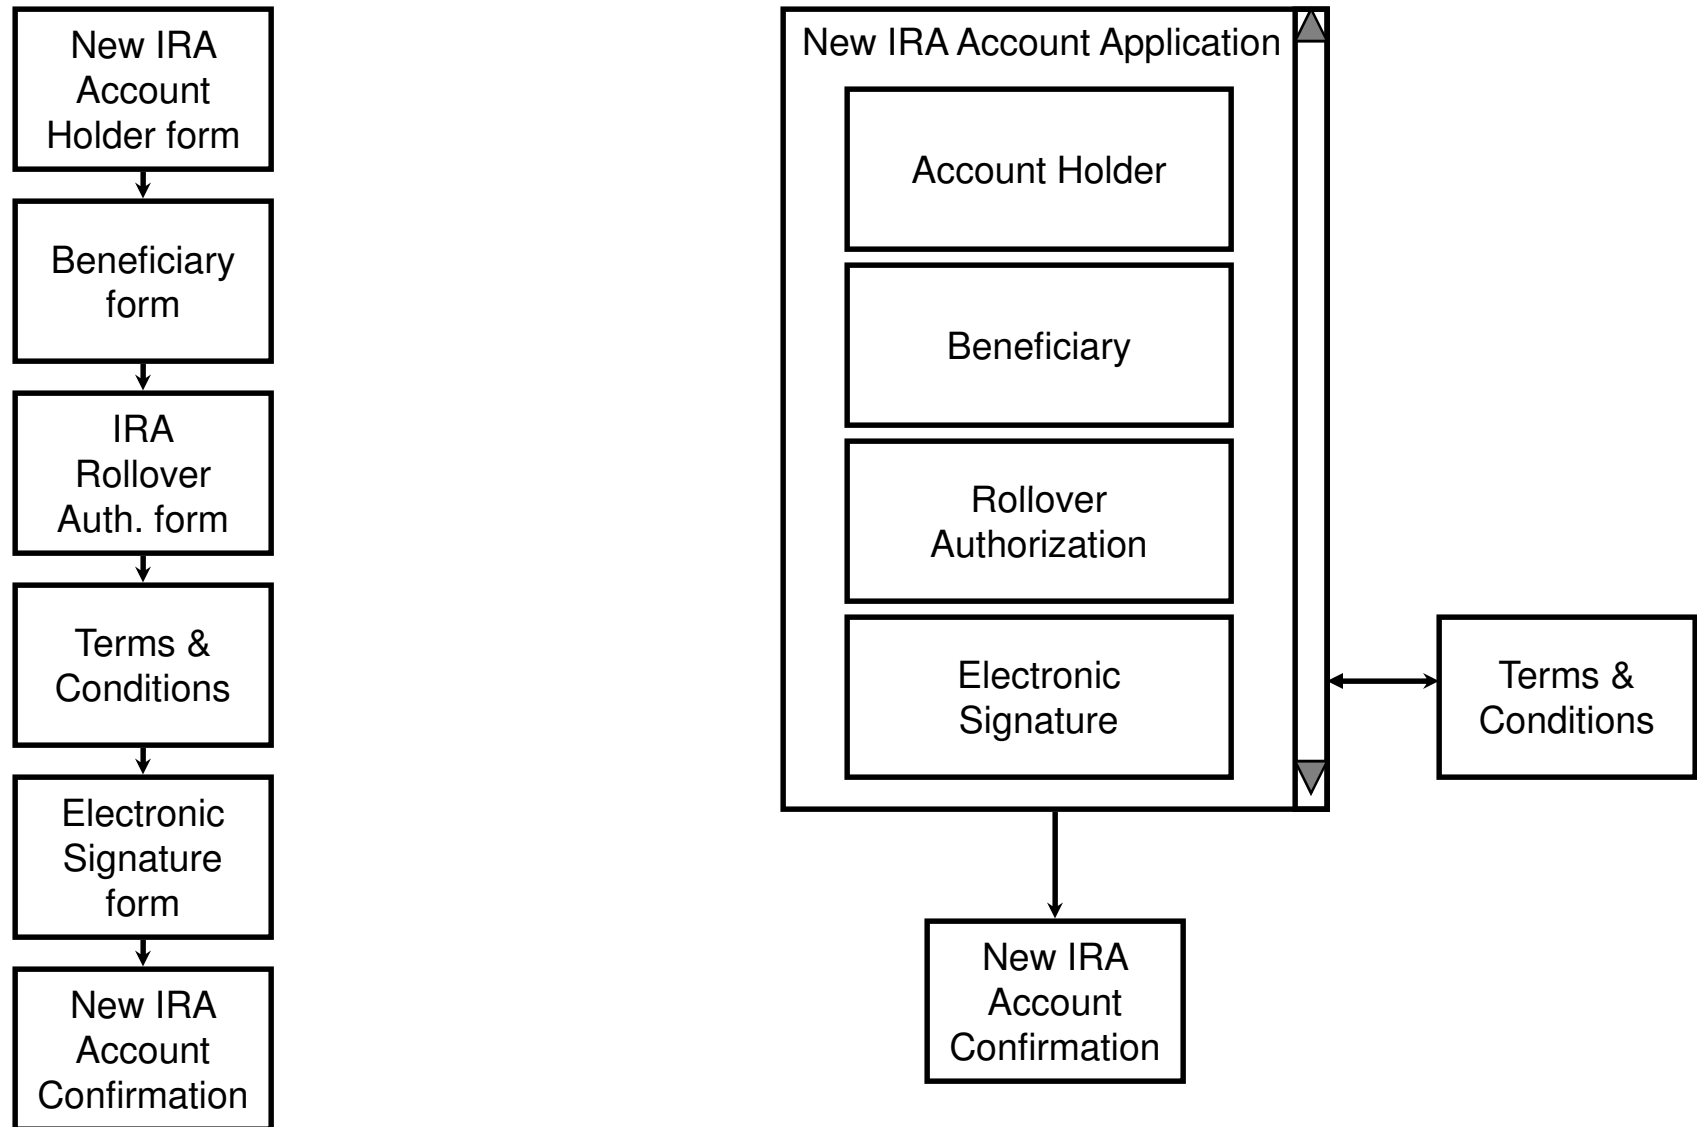 New IRA
Account
Holder form
Beneficiary
form
IRA
Rollover
Auth. form
Terms &
Conditions
Electronic
Signature
form
New IRA
Account
Confirmation
New IRA Account Application
Account Holder
Beneficiary
Rollover
Authorization
Electronic
Signature
Terms &
Conditions
New IRA
Account
Confirmation